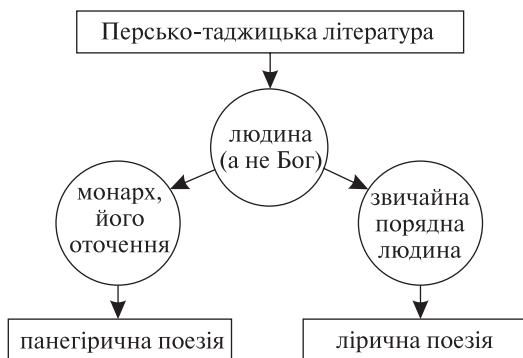 Персько-таджицька література
людина
(а не Бог)
монарх,
його
оточення
звичайна
порядна
людина
панегірична поезія
лірична поезія